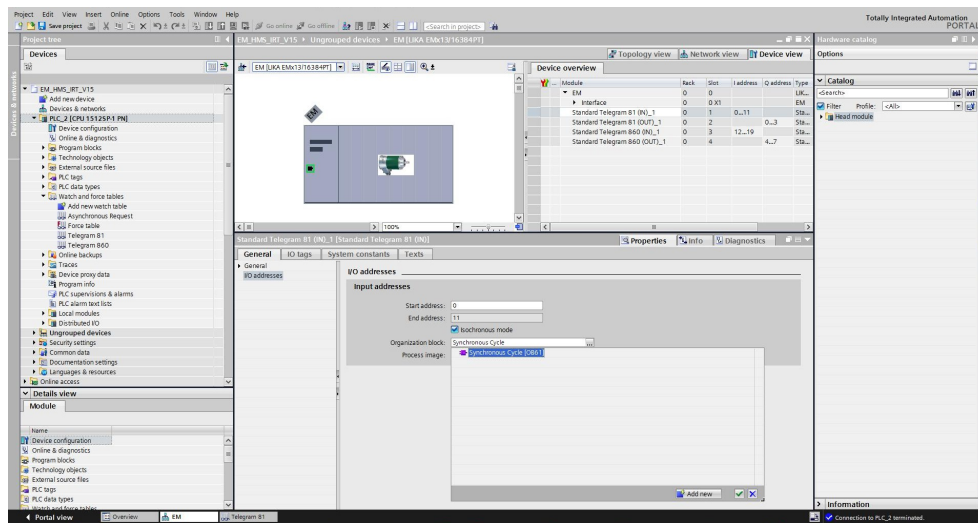 Project Edit View Insert Online Options Tools Window Help
Totally Integrated Automation
PORTAL
Save project Go online Go offline <Search in project>
Project tree
EM_HMS_IRT_V15 Ungrouped devices EM [LIKA EMx13/16384PT]
Hardware catalog
Devices
Topology view Network view Device view
Options
EM [LIKA EMx13/16384PT]
Device overview
Module Rack Slot I address Q address Type
Catalog
EM_HMS_IRT_V15
EM 0 0 LIK...
<Search>
Add new device
Interface 0 0 X1 EM
Filter Profile: <All>
Devices & networks
Standard Telegram 81 (IN)_1 0 1 0...11 Sta...
Head module
PLC_2 [CPU 1512SP-1 PN]
Standard Telegram 81 (OUT)_1 0 2 0...3 Sta...
Device configuration
Standard Telegram 860 (IN)_1 0 3 12...19 Sta...
Online & diagnostics
Standard Telegram 860 (OUT)_1 0 4 4...7 Sta...
EM
Program blocks
Technology objects
External source files
PLC tags
PLC data types
Watch and force tables
Add new watch table
Asynchronous Request
Force table
Telegram 81
100%
Telegram 860
Standard Telegram 81 (IN)_1 [Standard Telegram 81 (IN)]
Properties Info Diagnostics
Online backups
General IO tags System constants Texts
Traces
Device proxy data
General
I/O addresses
Program info
I/O addresses
PLC supervisions & alarms
Input addresses
PLC alarm text lists
Local modules
Start address: 0
Distributed I/O
End address: 11
Ungrouped devices
Isochronous mode
Security settings
Organization block: Synchronous Cycle ...
Common data
Process image: Synchronous Cycle [OB61]
Documentation settings
Languages & resources
Online access
Details view
Module
Name
Device configuration
Online & diagnostics
Program blocks
Technology objects
External source files
PLC tags
PLC data types
Add new
Watch and force tables
Information
Portal view Overview EM Telegram 81
Connection to PLC_2 terminated.